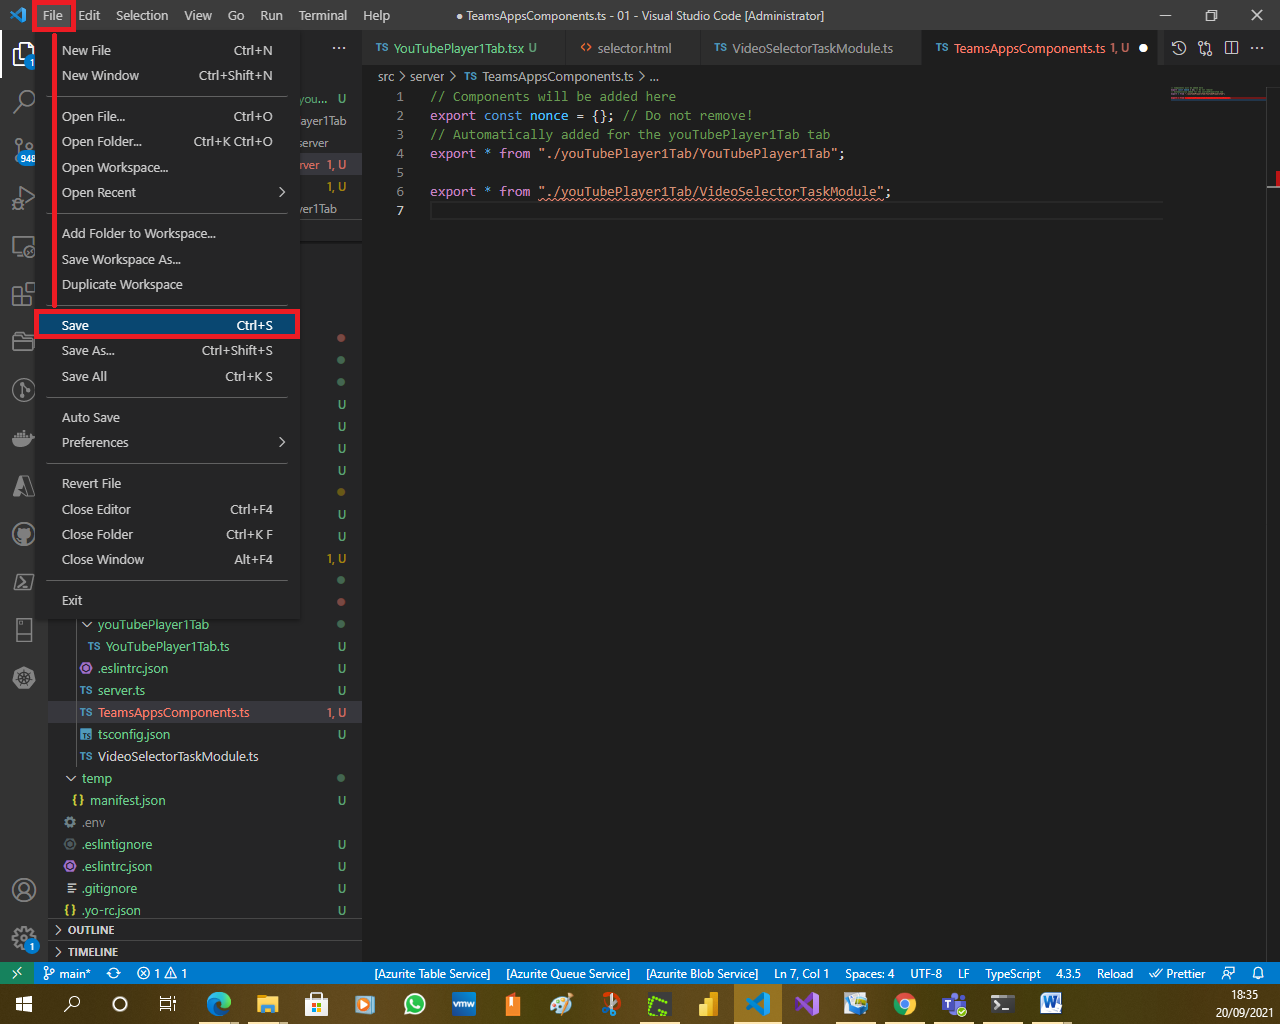 File Edit Selection View Go Run Terminal Help ● TeamsAppsComponents.ts - 01 - Visual Studio Code [Administrator]
New File Ctrl+N
New Window Ctrl+Shift+N
Open File... Ctrl+O
Open Folder... Ctrl+K Ctrl+O
Open Workspace...
Open Recent
Add Folder to Workspace...
Save Workspace As...
Duplicate Workspace
Save Ctrl+S
Save As... Ctrl+Shift+S
Save All Ctrl+K S
Auto Save
Preferences
Revert File
Close Editor Ctrl+F4
Close Folder Ctrl+K F
Close Window Alt+F4
Exit
1
948
you... U
ayer1Tab
server
rver 1, U
1, U
ver1Tab
U
U
U
U
U
U
1, U
youTubePlayer1Tab
TS YouTubePlayer1Tab.ts U
.eslintrc.json U
TS server.ts U
TS TeamsAppsComponents.ts 1, U
TS tsconfig.json U
TS VideoSelectorTaskModule.ts
temp
{} manifest.json U
.env
.eslintignore U
.eslintrc.json U
.gitignore U
{} .yo-rc.json U
OUTLINE
TIMELINE
1
TS YouTubePlayer1Tab.tsx U <> selector.html TS VideoSelectorTaskModule.ts TS TeamsAppsComponents.ts 1, U
src > server > TS TeamsAppsComponents.ts > ...
1 // Components will be added here
2 export const nonce = {}; // Do not remove!
3 // Automatically added for the youTubePlayer1Tab tab
4 export * from "./youTubePlayer1Tab/YouTubePlayer1Tab";
5
6 export * from "./youTubePlayer1Tab/VideoSelectorTaskModule";
7
main* 1 1 [Azurite Table Service] [Azurite Queue Service] [Azurite Blob Service] Ln 7, Col 1 Spaces: 4 UTF-8 LF TypeScript 4.3.5 Reload Prettier
vmw
18:35
20/09/2021